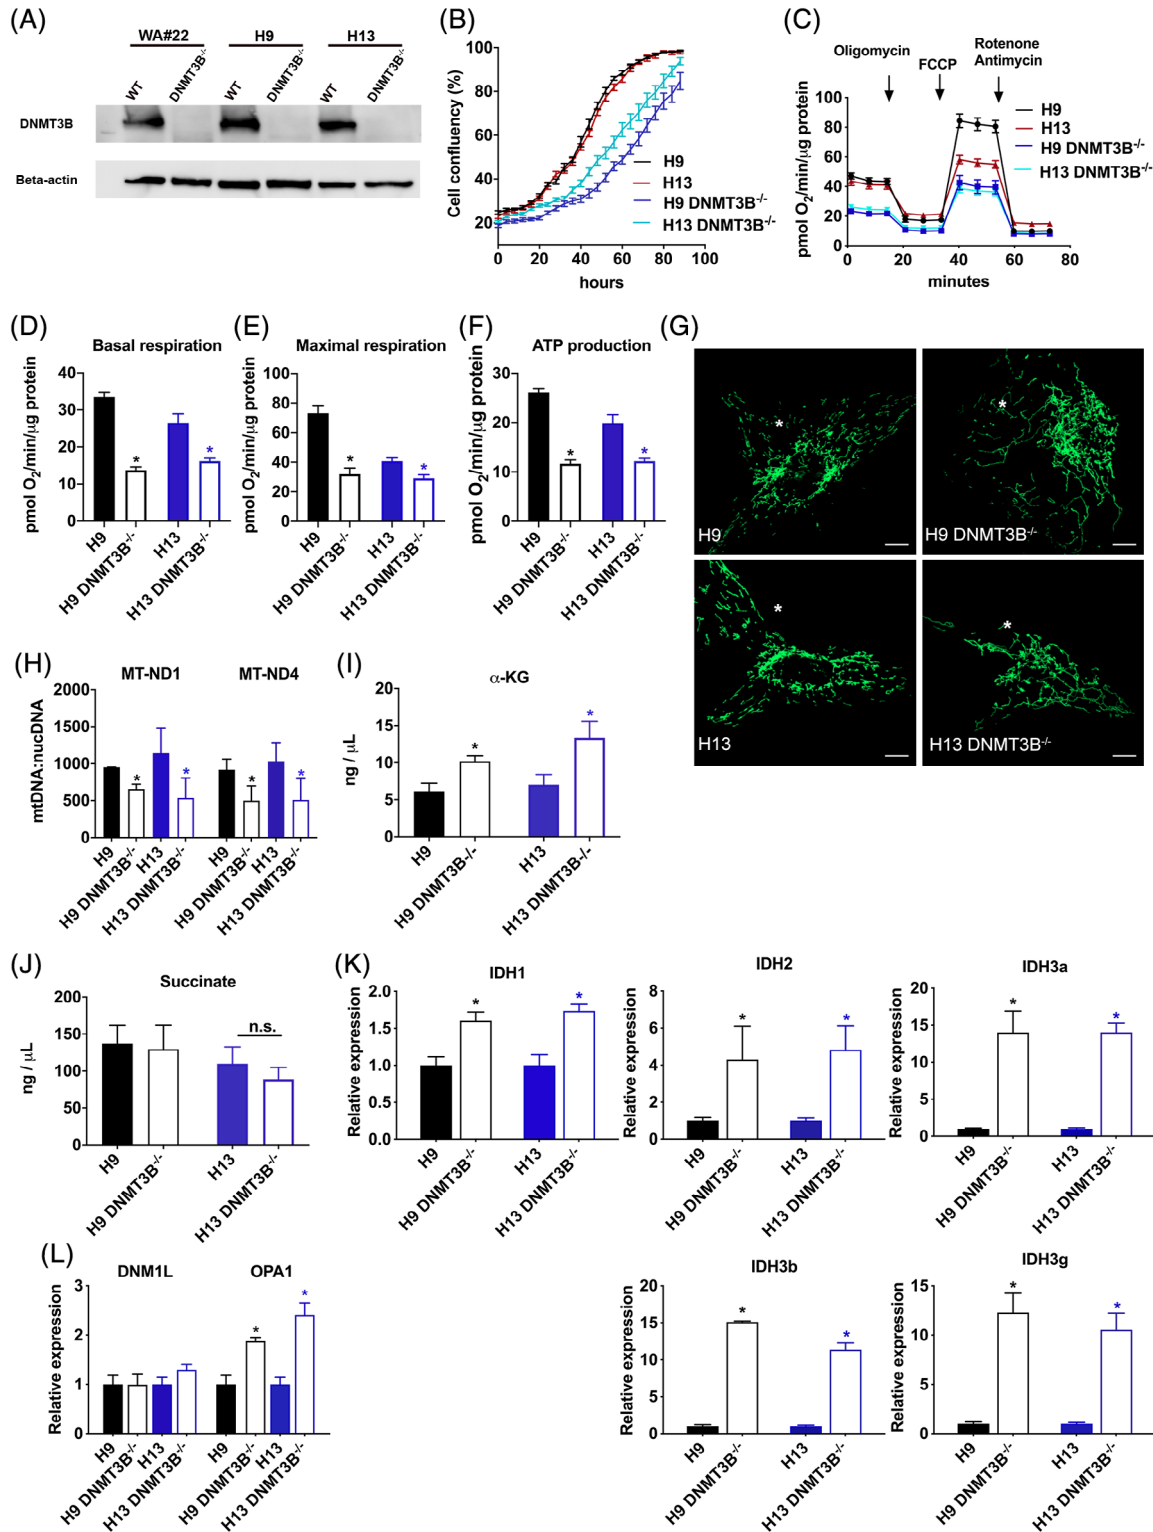 (A)
WA#22 H9 H13
WT DNMT3B-/- WT DNMT3B-/- WT DNMT3B-/-
DNMT3B
Beta-actin
(B)
Cell confluency (%)
100
80
60
40
20
0 20 40 60 80 100
hours
H9
H13
H9 DNMT3B-/-
H13 DNMT3B-/-
(C)
Oligomycin
FCCP
Rotenone
Antimycin
pmol O2/min/µg protein
100
80
60
40
20
0
0 20 40 60 80
minutes
H9
H13
H9 DNMT3B-/-
H13 DNMT3B-/-
(D)
Basal respiration
pmol O2/min/µg protein
40
30
20
10
0
* *
H9 H9 DNMT3B-/- H13 H13 DNMT3B-/-
(E)
Maximal respiration
pmol O2/min/µg protein
100
80
60
40
20
0
* *
H9 H9 DNMT3B-/- H13 H13 DNMT3B-/-
(F)
ATP production
pmol O2/min/µg protein
30
20
10
0
* *
H9 H9 DNMT3B-/- H13 H13 DNMT3B-/-
(G)
* *
H9 H9 DNMT3B-/-
* *
H13 H13 DNMT3B-/-
(H)
MT-ND1 MT-ND4
mtDNA:nucDNA
2000
1500
1000
500
0
* * * *
H9 H9 DNMT3B-/- H13 H13 DNMT3B-/- H9 H9 DNMT3B-/- H13 H13 DNMT3B-/-
(I)
α-KG
ng / µL
20
15
10
5
0
* *
H9 H9 DNMT3B-/- H13 H13 DNMT3B-/-
(J)
Succinate
ng / µL
200
150
100
50
0
n.s.
H9 H9 DNMT3B-/- H13 H13 DNMT3B-/-
(K)
IDH1
Relative expression
2.0
1.5
1.0
0.5
0.0
* *
H9 H9 DNMT3B-/- H13 H13 DNMT3B-/-
IDH2
Relative expression
8
6
4
2
0
* *
H9 H9 DNMT3B-/- H13 H13 DNMT3B-/-
IDH3a
Relative expression
20
15
10
5
0
* *
H9 H9 DNMT3B-/- H13 H13 DNMT3B-/-
(L)
DNM1L OPA1
Relative expression
3
2
1
0
* *
H9 H9 DNMT3B-/- H13 H13 DNMT3B-/- H9 H9 DNMT3B-/- H13 H13 DNMT3B-/-
IDH3b
Relative expression
20
15
10
5
0
* *
H9 H9 DNMT3B-/- H13 H13 DNMT3B-/-
IDH3g
Relative expression
15
10
5
0
* *
H9 H9 DNMT3B-/- H13 H13 DNMT3B-/-